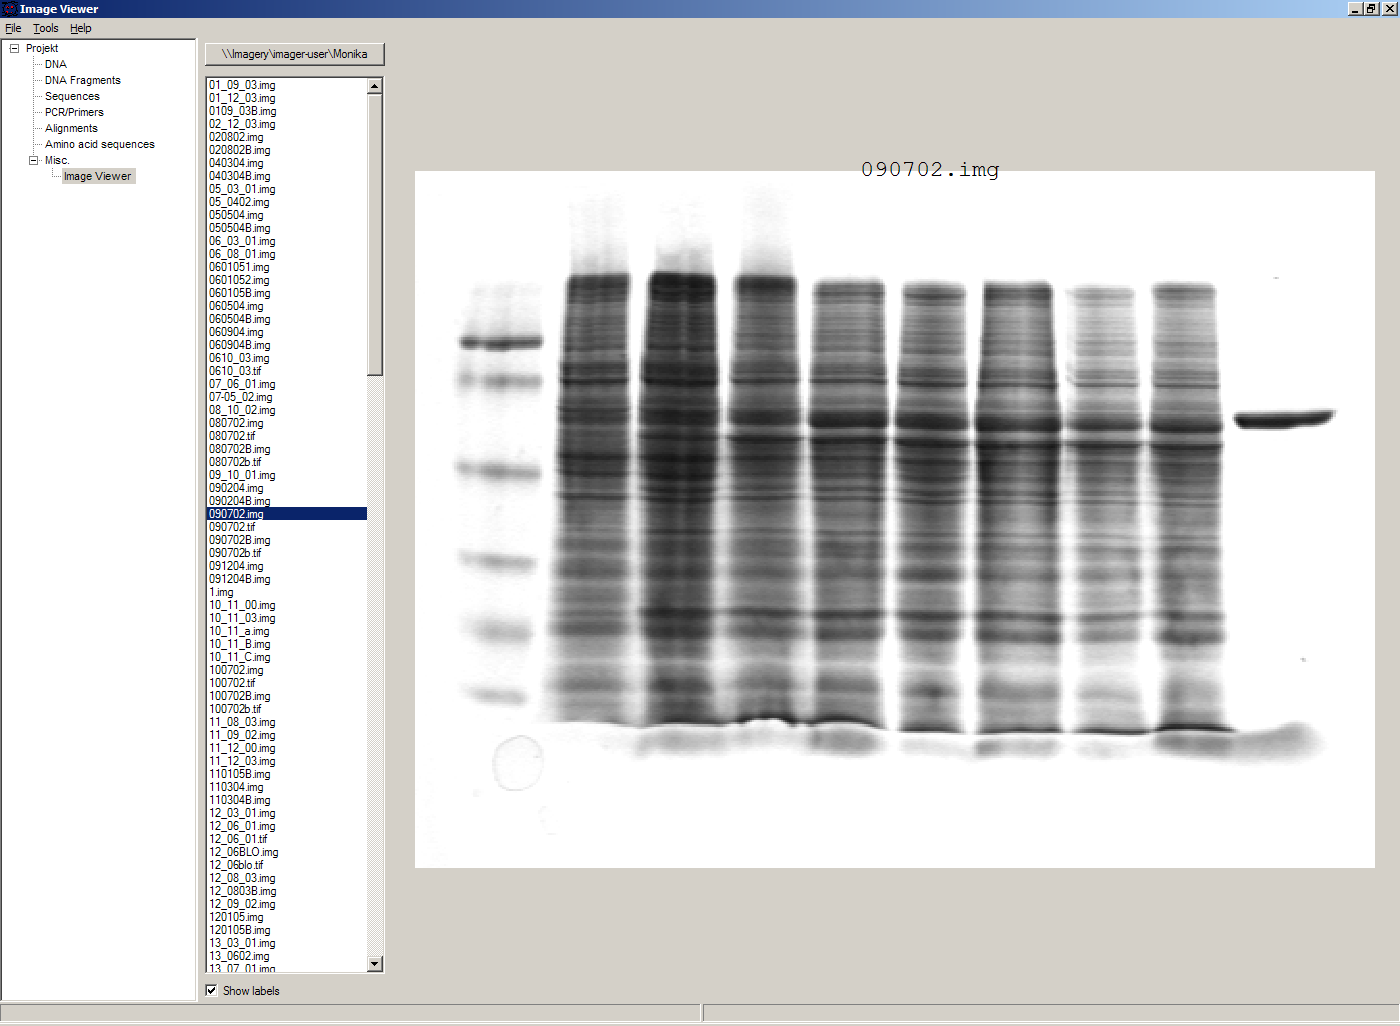 Image Viewer
File Tools Help
Projekt
DNA
DNA Fragments
Sequences
PCR/Primers
Alignments
Amino acid sequences
Misc.
Image Viewer
\\Imagery\imager-user\Monika
01_09_03.img
01_12_03.img
0109_03B.img
02_12_03.img
020802.img
020802B.img
040304.img
040304B.img
05_03_01.img
05_0402.img
050504.img
050504B.img
06_03_01.img
06_08_01.img
0601051.img
0601052.img
060105B.img
060504.img
060504B.img
060904.img
060904B.img
0610_03.img
0610_03.tif
07_06_01.img
07-05_02.img
08_10_02.img
080702.img
080702.tif
080702B.img
080702b.tif
09_10_01.img
090204.img
090204B.img
090702.img
090702.tif
090702B.img
090702b.tif
091204.img
091204B.img
1.img
10_11_00.img
10_11_03.img
10_11_a.img
10_11_B.img
10_11_C.img
100702.img
100702.tif
100702B.img
100702b.tif
11_08_03.img
11_09_02.img
11_12_00.img
11_12_03.img
110105B.img
110304.img
110304B.img
12_03_01.img
12_06_01.img
12_06_01.tif
12_06BLO.img
12_06blo.tif
12_08_03.img
12_0803B.img
12_09_02.img
120105.img
120105B.img
13_03_01.img
13_0602.img
13_07_01.img
Show labels
090702.img